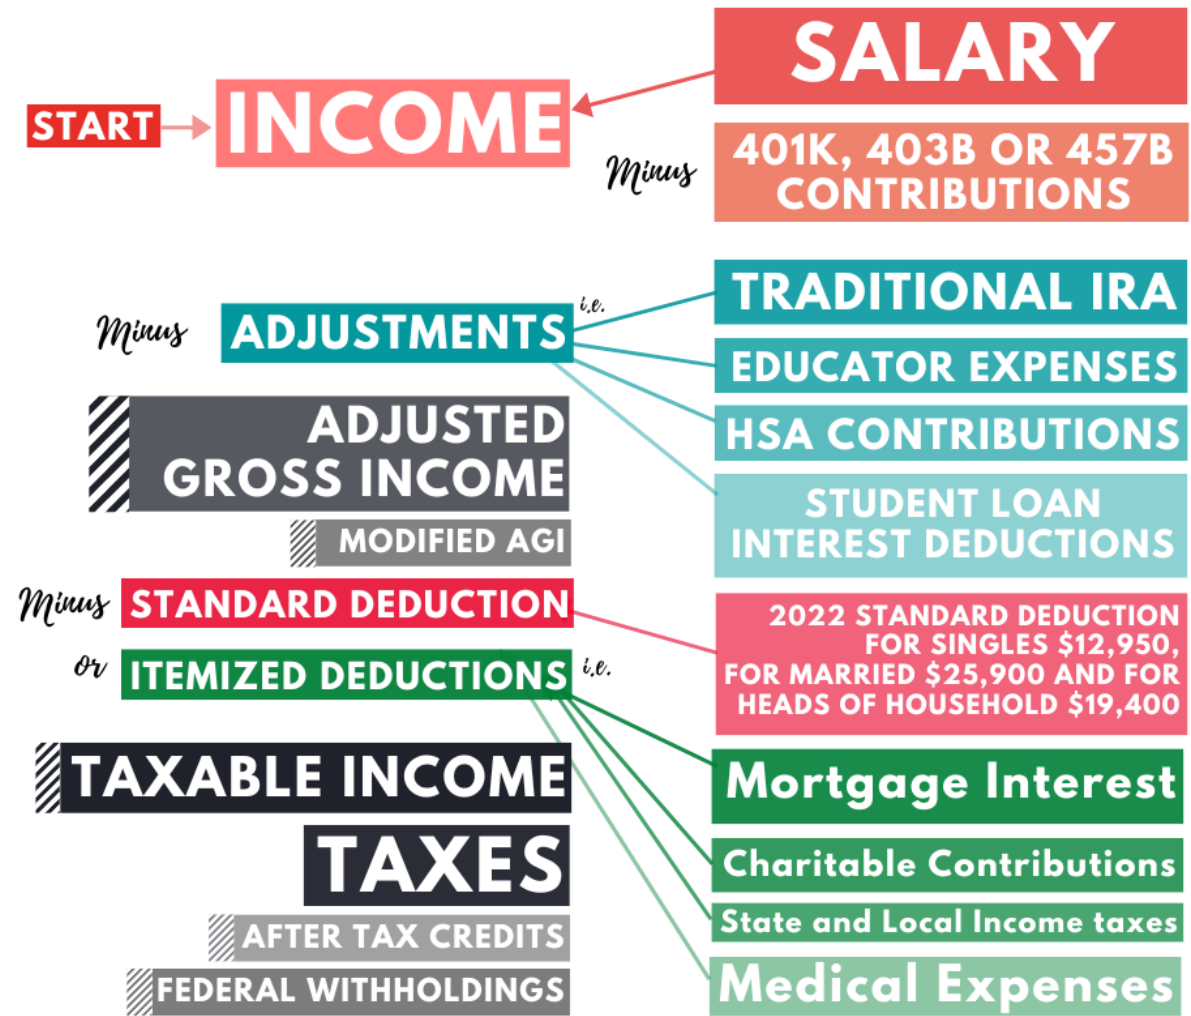 SALARY
START
INCOME
Minus
401K, 403B OR 457B
CONTRIBUTIONS
Minus
ADJUSTMENTS
i.e.
TRADITIONAL IRA
EDUCATOR EXPENSES
HSA CONTRIBUTIONS
STUDENT LOAN
INTEREST DEDUCTIONS
ADJUSTED
GROSS INCOME
MODIFIED AGI
Minus
STANDARD DEDUCTION
2022 STANDARD DEDUCTION
FOR SINGLES $12,950,
FOR MARRIED $25,900 AND FOR
HEADS OF HOUSEHOLD $19,400
or
ITEMIZED DEDUCTIONS
i.e.
Mortgage Interest
Charitable Contributions
State and Local Income taxes
Medical Expenses
TAXABLE INCOME
TAXES
AFTER TAX CREDITS
FEDERAL WITHHOLDINGS